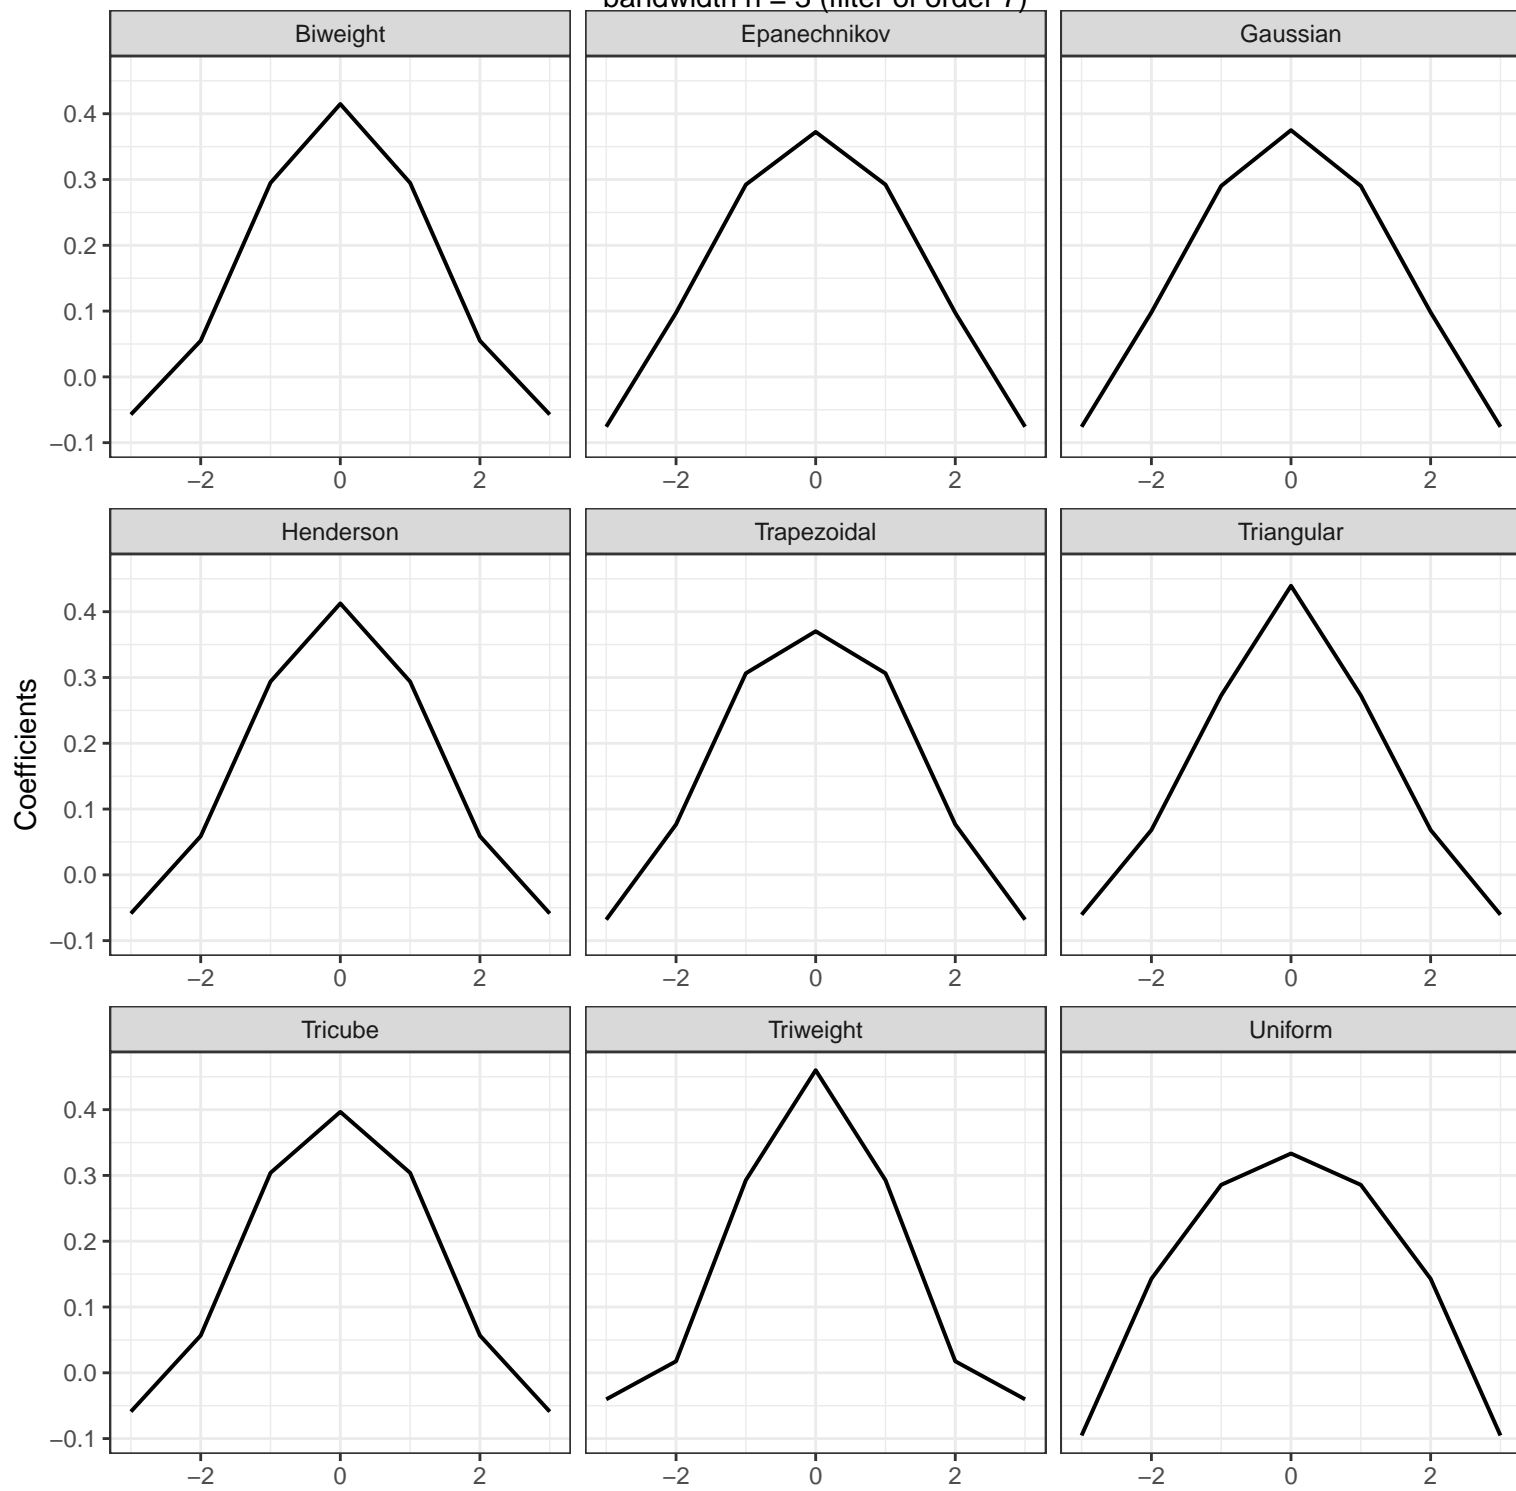 Biweight Epanechnikov Gaussian
0.4
0.3
0.2
0.1
0.0
−0.1
−2 0 2 −2 0 2 −2 0 2
Henderson Trapezoidal Triangular
0.4
0.3
0.2
0.1
0.0
−0.1
−2 0 2 −2 0 2 −2 0 2
Coefficients
Tricube Triweight Uniform
0.4
0.3
0.2
0.1
0.0
−0.1
−2 0 2 −2 0 2 −2 0 2